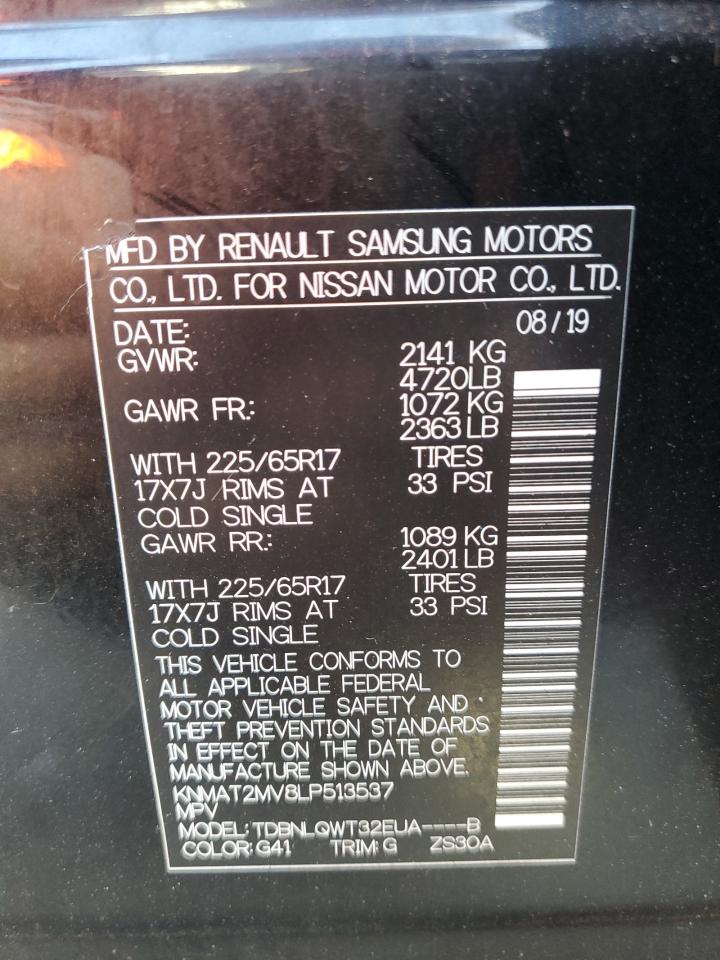 MFD BY RENAULT SAMSUNG MOTORS
CO., LTD. FOR NISSAN MOTOR CO., LTD.
DATE: 08/19
GVWR: 2141 KG
4720LB
GAWR FR.: 1072 KG
2363 LB
WITH 225/65R17 TIRES
17X7J RIMS AT 33 PSI
COLD SINGLE
GAWR RR.: 1089 KG
2401 LB
WITH 225/65R17 TIRES
17X7J RIMS AT 33 PSI
COLD SINGLE
THIS VEHICLE CONFORMS TO
ALL APPLICABLE FEDERAL
MOTOR VEHICLE SAFETY AND
THEFT PREVENTION STANDARDS
IN EFFECT ON THE DATE OF
MANUFACTURE SHOWN ABOVE.
KNMAT2MV8LP513537
MPV
MODEL: TDBNLQWT32EUA----B
COLOR: G41 TRIM: G ZS30A